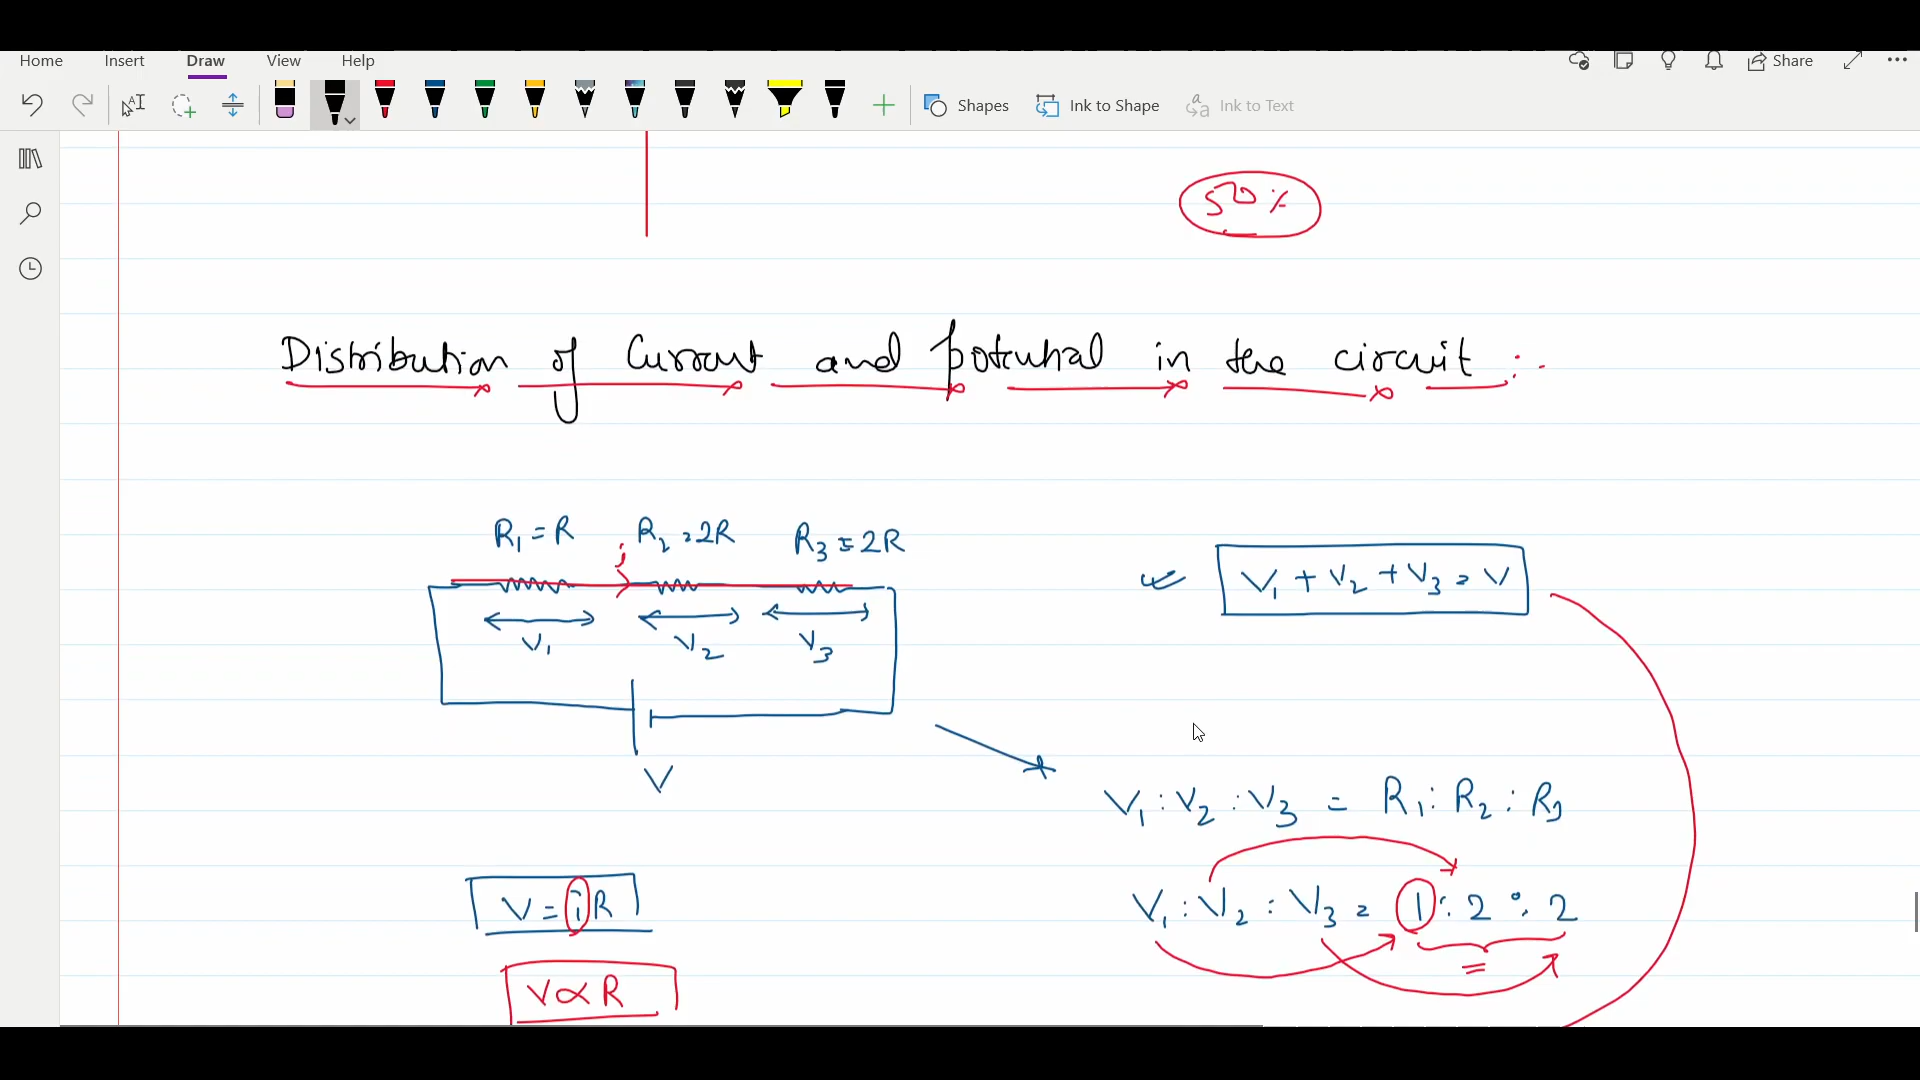 Home Insert Draw View Help Share
Shapes Ink to Shape Ink to Text
50%
Distribution of Current and potential in the circuit :-
R₁ = R R₂ = 2R R₃ = 2R
i
V₁ + V₂ + V₃ = V
V₁ V₂ V₃
V
V₁ : V₂ : V₃ = R₁ : R₂ : R₃
V = iR
V₁ : V₂ : V₃ = 1 : 2 : 2
V ∝ R